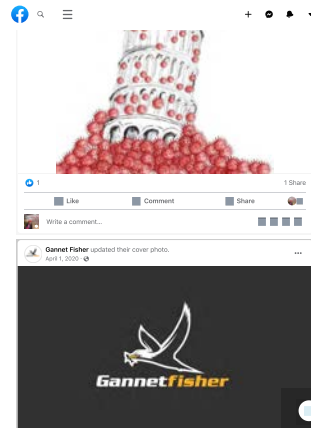 1
1 Share
Like
Comment
Share
Write a comment...
Gannet Fisher updated their cover photo.
April 1, 2020 ·
Gannetfisher